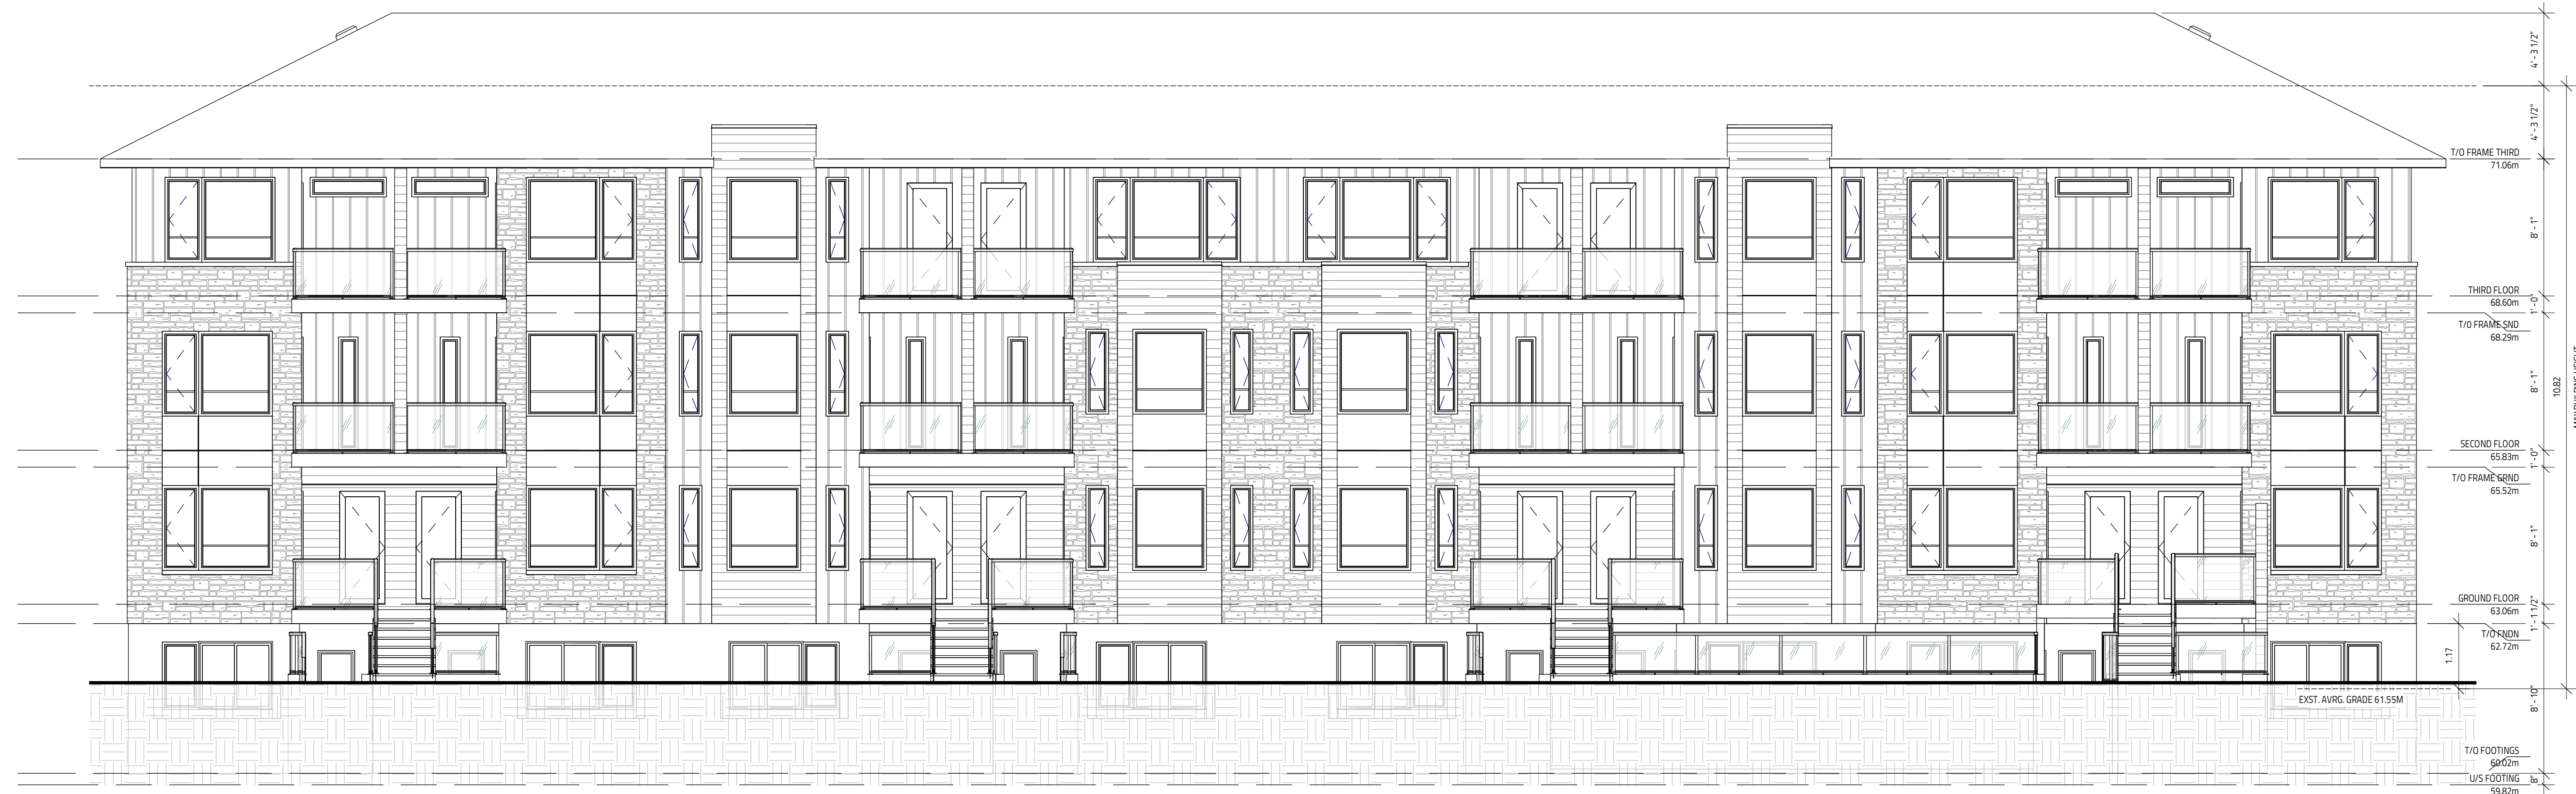 4' - 3 1/2"
4' - 3 1/2"
T/O FRAME THIRD
71.06m
8' - 1"
THIRD FLOOR
68.60m
1' - 0"
T/O FRAME SND
68.29m
8' - 1"
10.82
SECOND FLOOR
65.83m
1' - 0"
T/O FRAME GRND
65.52m
8' - 1"
GROUND FLOOR
63.06m
1' - 1 1/2"
T/O FNDN
62.72m
1.17
EXST. AVRG. GRADE 61.55M
8' - 10"
T/O FOOTINGS
60.02m
U/S FOOTING
8"
59.82m